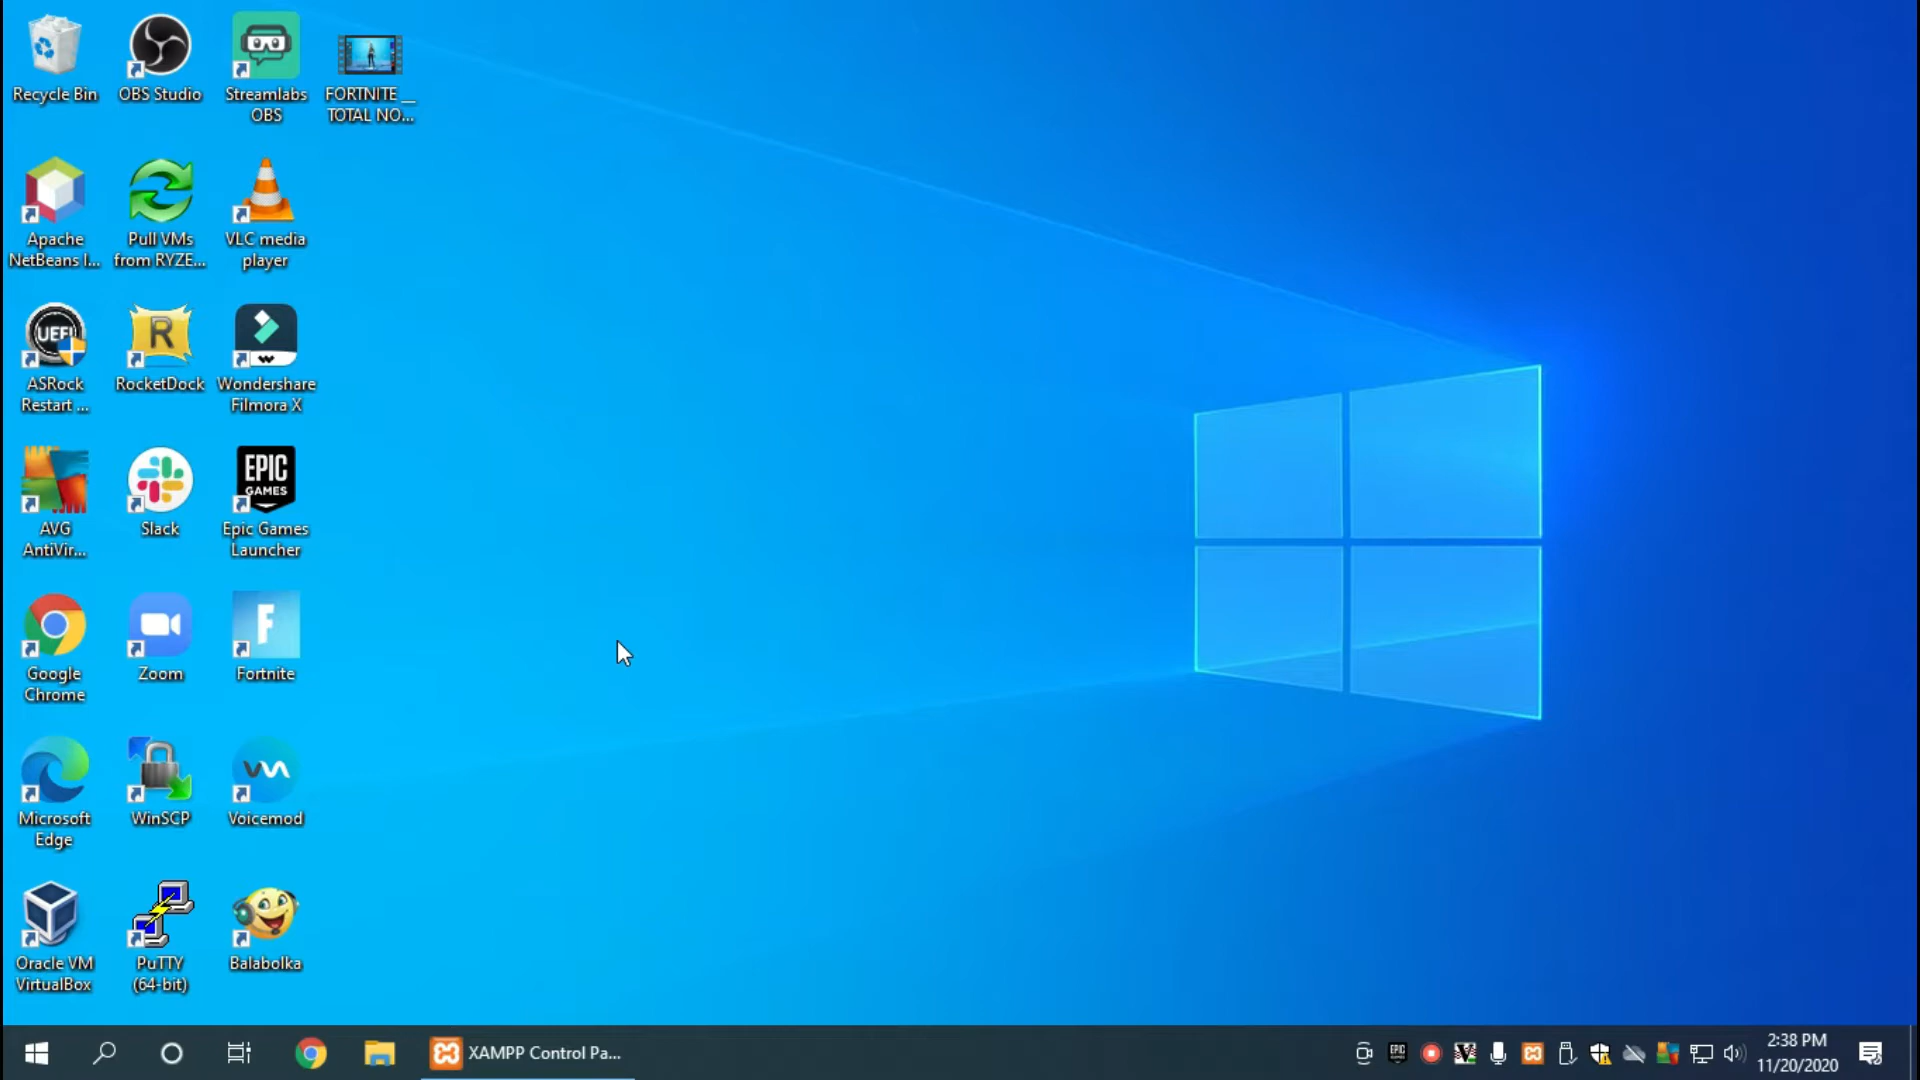 Recycle Bin
OBS Studio
Streamlabs
OBS
FORTNITE __
TOTAL NO...
Apache
NetBeans I...
Pull VMs
from RYZE...
VLC media
player
UEFI
ASRock
Restart ...
R
RocketDock
Wondershare
Filmora X
AVG
AntiVir...
Slack
EPIC
GAMES
Epic Games
Launcher
Google
Chrome
Zoom
F
Fortnite
Microsoft
Edge
WinSCP
Voicemod
Oracle VM
VirtualBox
PuTTY
(64-bit)
Balabolka
XAMPP Control Pa...
EPIC
2:38 PM
11/20/2020